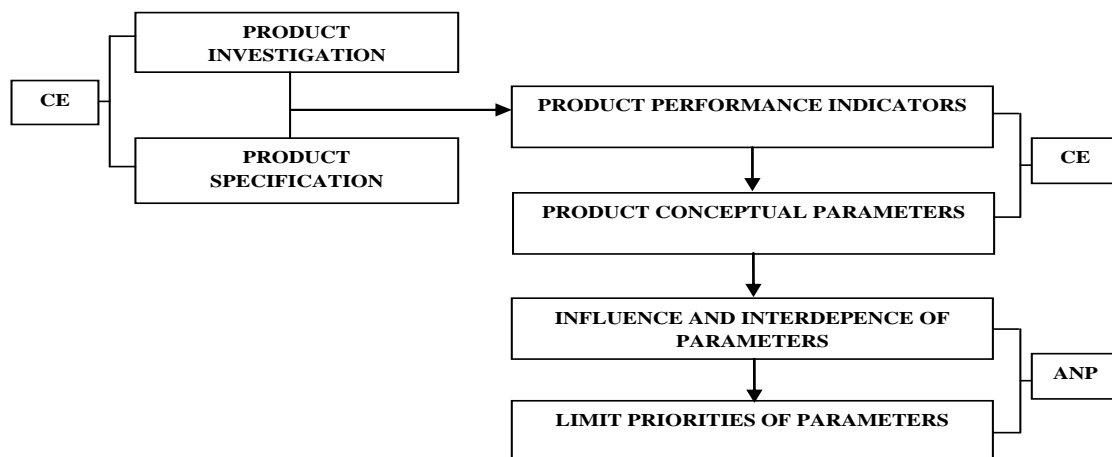 PRODUCT
INVESTIGATION
CE
PRODUCT
SPECIFICATION
PRODUCT PERFORMANCE INDICATORS
CE
PRODUCT CONCEPTUAL PARAMETERS
INFLUENCE AND INTERDEPENCE OF
PARAMETERS
ANP
LIMIT PRIORITIES OF PARAMETERS